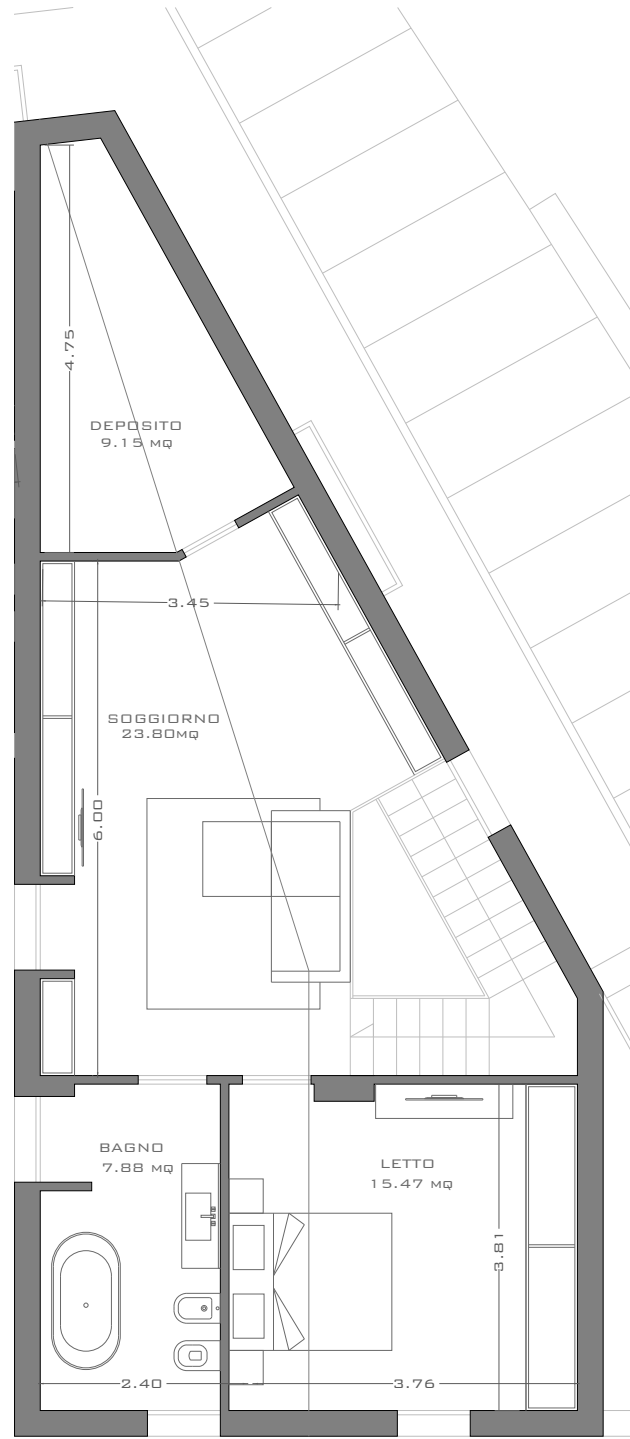 4.75
DEPOSITO
9.15 MQ
3.45
SOGGIORNO
23.80MQ
6.00
BAGNO
7.88 MQ
LETTO
15.47 MQ
3.81
2.40
3.76